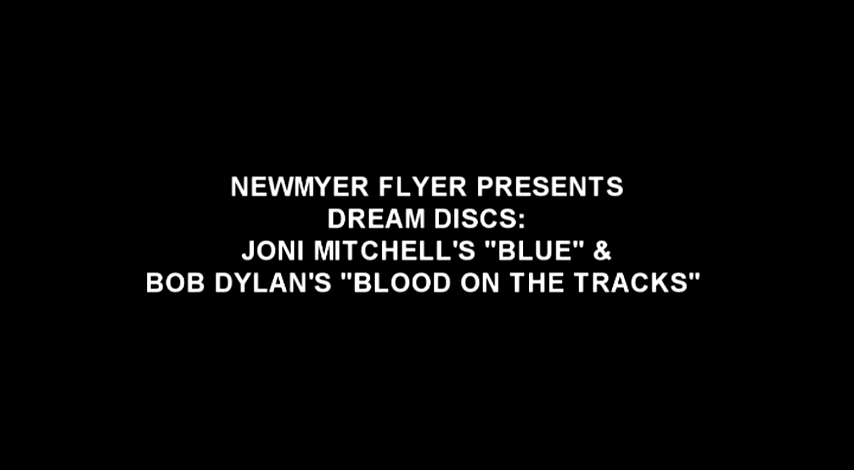 NEWMYER FLYER PRESENTS
DREAM DISCS:
JONI MITCHELL'S "BLUE" &
BOB DYLAN'S "BLOOD ON THE TRACKS"